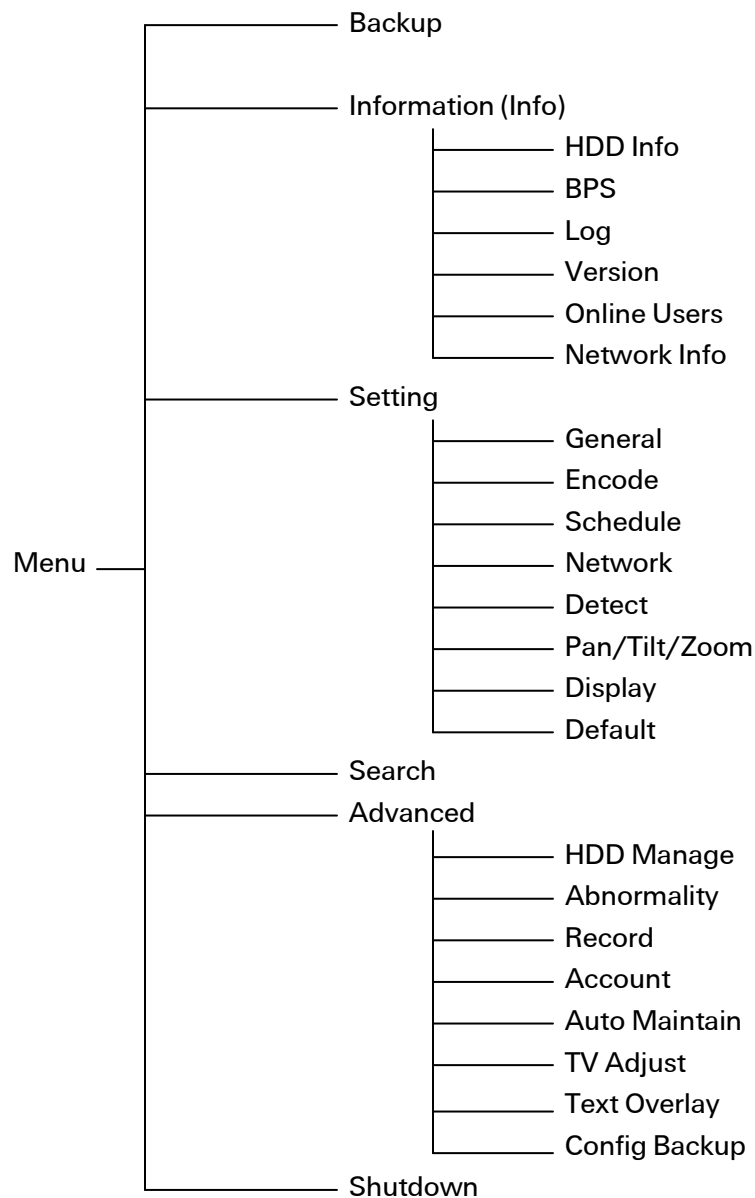 Backup
Information (Info)
HDD Info
BPS
Log
Version
Online Users
Network Info
Setting
General
Encode
Schedule
Menu
Network
Detect
Pan/Tilt/Zoom
Display
Default
Search
Advanced
HDD Manage
Abnormality
Record
Account
Auto Maintain
TV Adjust
Text Overlay
Config Backup
Shutdown